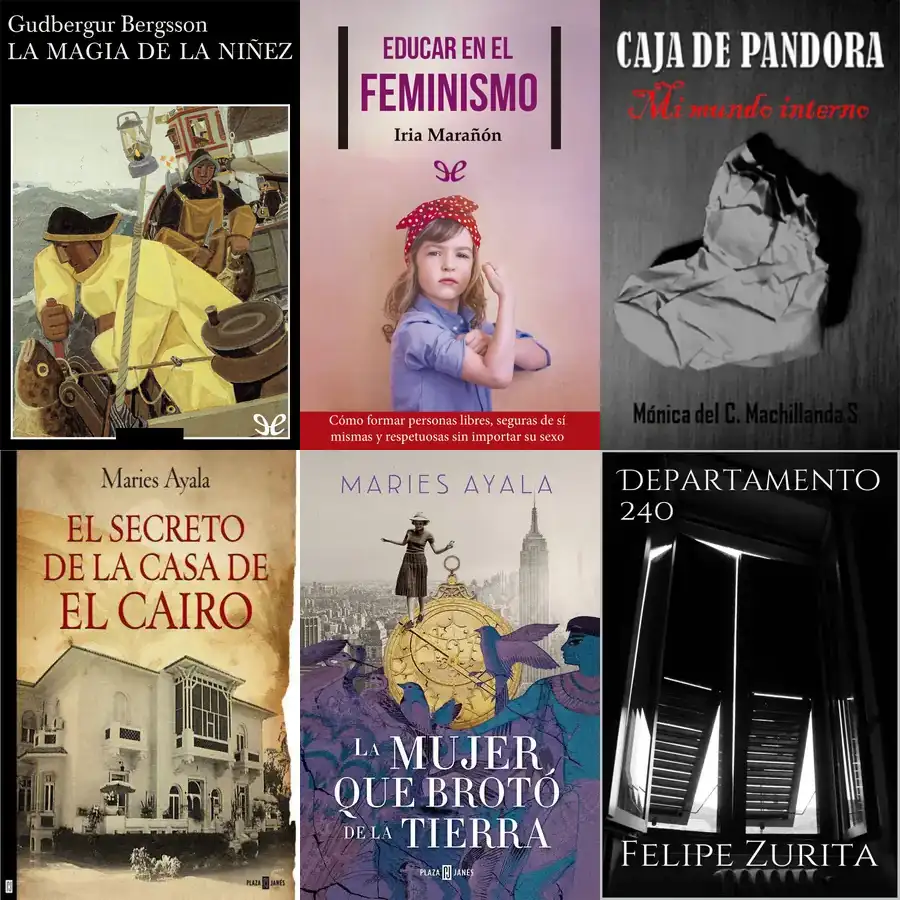 Gudbergur Bergsson
LA MAGIA DE LA NIÑEZ
EDUCAR EN EL
FEMINISMO
Iria Marañón
Cómo formar personas libres, seguras de sí
mismas y respetuosas sin importar su sexo
CAJA DE PANDORA
Mi mundo interno
Mónica del C. Machillanda S
Maries Ayala
EL SECRETO
DE LA CASA DE
EL CAIRO
PLAZA JANÉS
MARIES AYALA
LA MUJER
QUE BROTÓ
DE LA TIERRA
PLAZA JANÉS
DEPARTAMENTO
240
FELIPE ZURITA